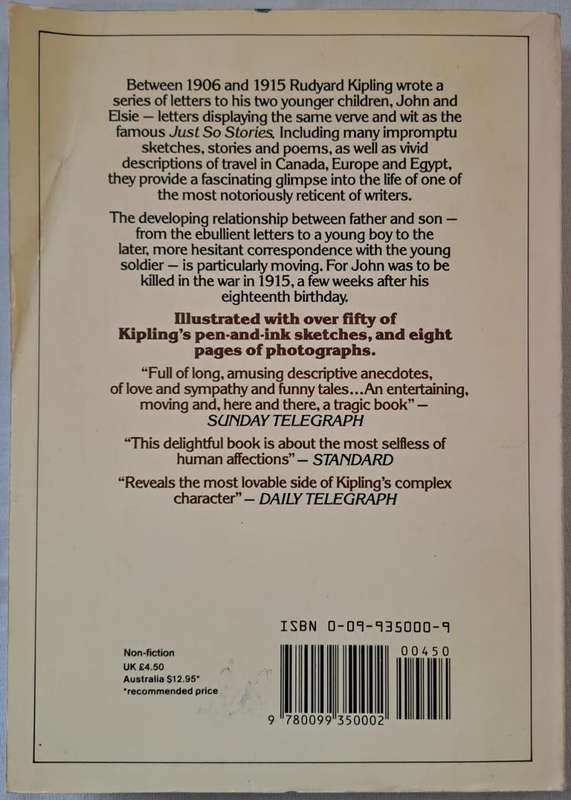 Between 1906 and 1915 Rudyard Kipling wrote a
series of letters to his two younger children, John and
Elsie — letters displaying the same verve and wit as the
famous Just So Stories. Including many impromptu
sketches, stories and poems, as well as vivid
descriptions of travel in Canada, Europe and Egypt,
they provide a fascinating glimpse into the life of one of
the most notoriously reticent of writers.
The developing relationship between father and son —
from the ebullient letters to a young boy to the
later, more hesitant correspondence with the young
soldier — is particularly moving. For John was to be
killed in the war in 1915, a few weeks after his
eighteenth birthday.
Illustrated with over fifty of
Kipling's pen-and-ink sketches, and eight
pages of photographs.
“Full of long, amusing descriptive anecdotes,
of love and sympathy and funny tales...An entertaining,
moving and, here and there, a tragic book” —
SUNDAY TELEGRAPH
“This delightful book is about the most selfless of
human affections” — STANDARD
“Reveals the most lovable side of Kipling's complex
character” — DAILY TELEGRAPH
ISBN 0-09-935000-9
00450
Non-fiction
UK £4.50
Australia $12.95*
*recommended price
9 780099 350002